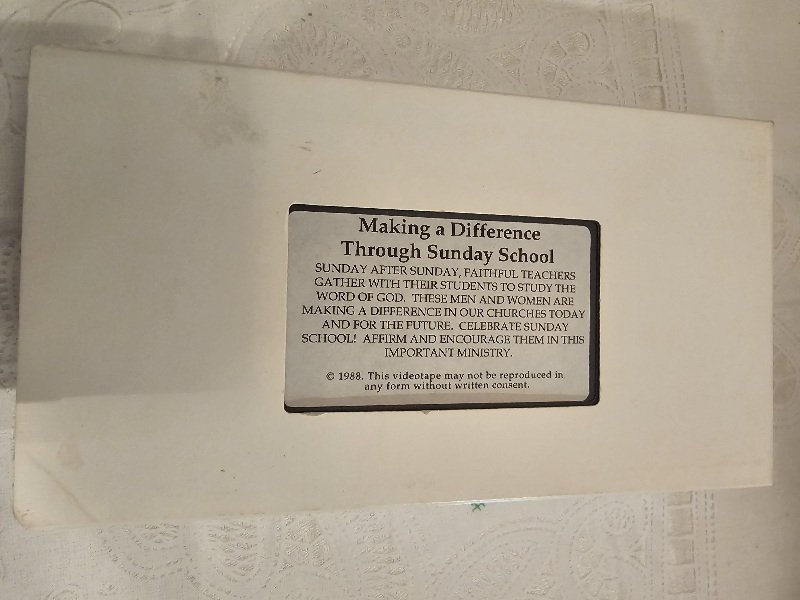 Making a Difference
Through Sunday School
SUNDAY AFTER SUNDAY, FAITHFUL TEACHERS
GATHER WITH THEIR STUDENTS TO STUDY THE
WORD OF GOD. THESE MEN AND WOMEN ARE
MAKING A DIFFERENCE IN OUR CHURCHES TODAY
AND FOR THE FUTURE. CELEBRATE SUNDAY
SCHOOL! AFFIRM AND ENCOURAGE THEM IN THIS
IMPORTANT MINISTRY.
© 1988. This videotape may not be reproduced in
any form without written consent.